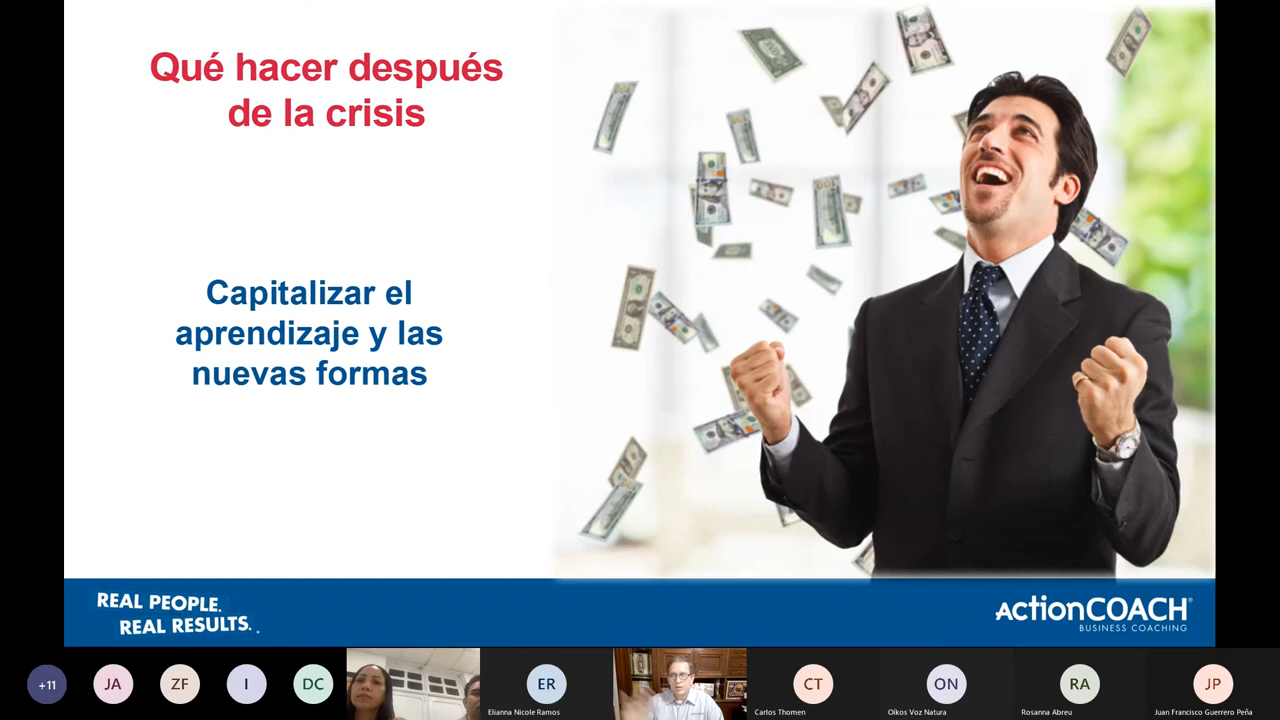 Qué hacer después
de la crisis
Capitalizar el
aprendizaje y las
nuevas formas
REAL PEOPLE.
REAL RESULTS.
ActionCOACH®
BUSINESS COACHING
+11
JA
ZF
I
DC
ER
Elianna Nicole Ramos
CT
Carlos Thomen
ON
Oíkos Voz Natura
RA
Rosanna Abreu
JP
Juan Francisco Guerrero Peña